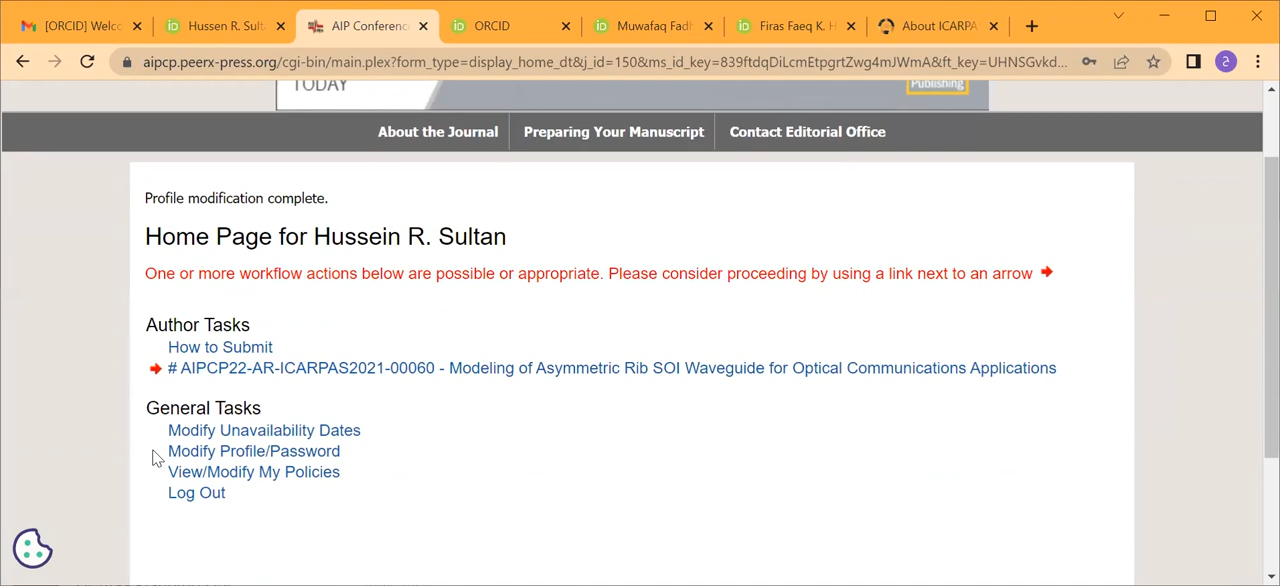 [ORCID] Welc
Hussen R. Sult
AIP Conferenc
ORCID
Muwafaq Fadh
Firas Faeq K. H
About ICARPA
aipcp.peerx-press.org/cgi-bin/main.plex?form_type=display_home_dt&j_id=150&ms_id_key=839ftdqDiLcmEtpgrtZwg4mJWmA&ft_key=UHNSGvkd...
2
TODAY
Publishing
About the Journal
Preparing Your Manuscript
Contact Editorial Office
Profile modification complete.
Home Page for Hussein R. Sultan
One or more workflow actions below are possible or appropriate. Please consider proceeding by using a link next to an arrow
Author Tasks
How to Submit
# AIPCP22-AR-ICARPAS2021-00060 - Modeling of Asymmetric Rib SOI Waveguide for Optical Communications Applications
General Tasks
Modify Unavailability Dates
Modify Profile/Password
View/Modify My Policies
Log Out